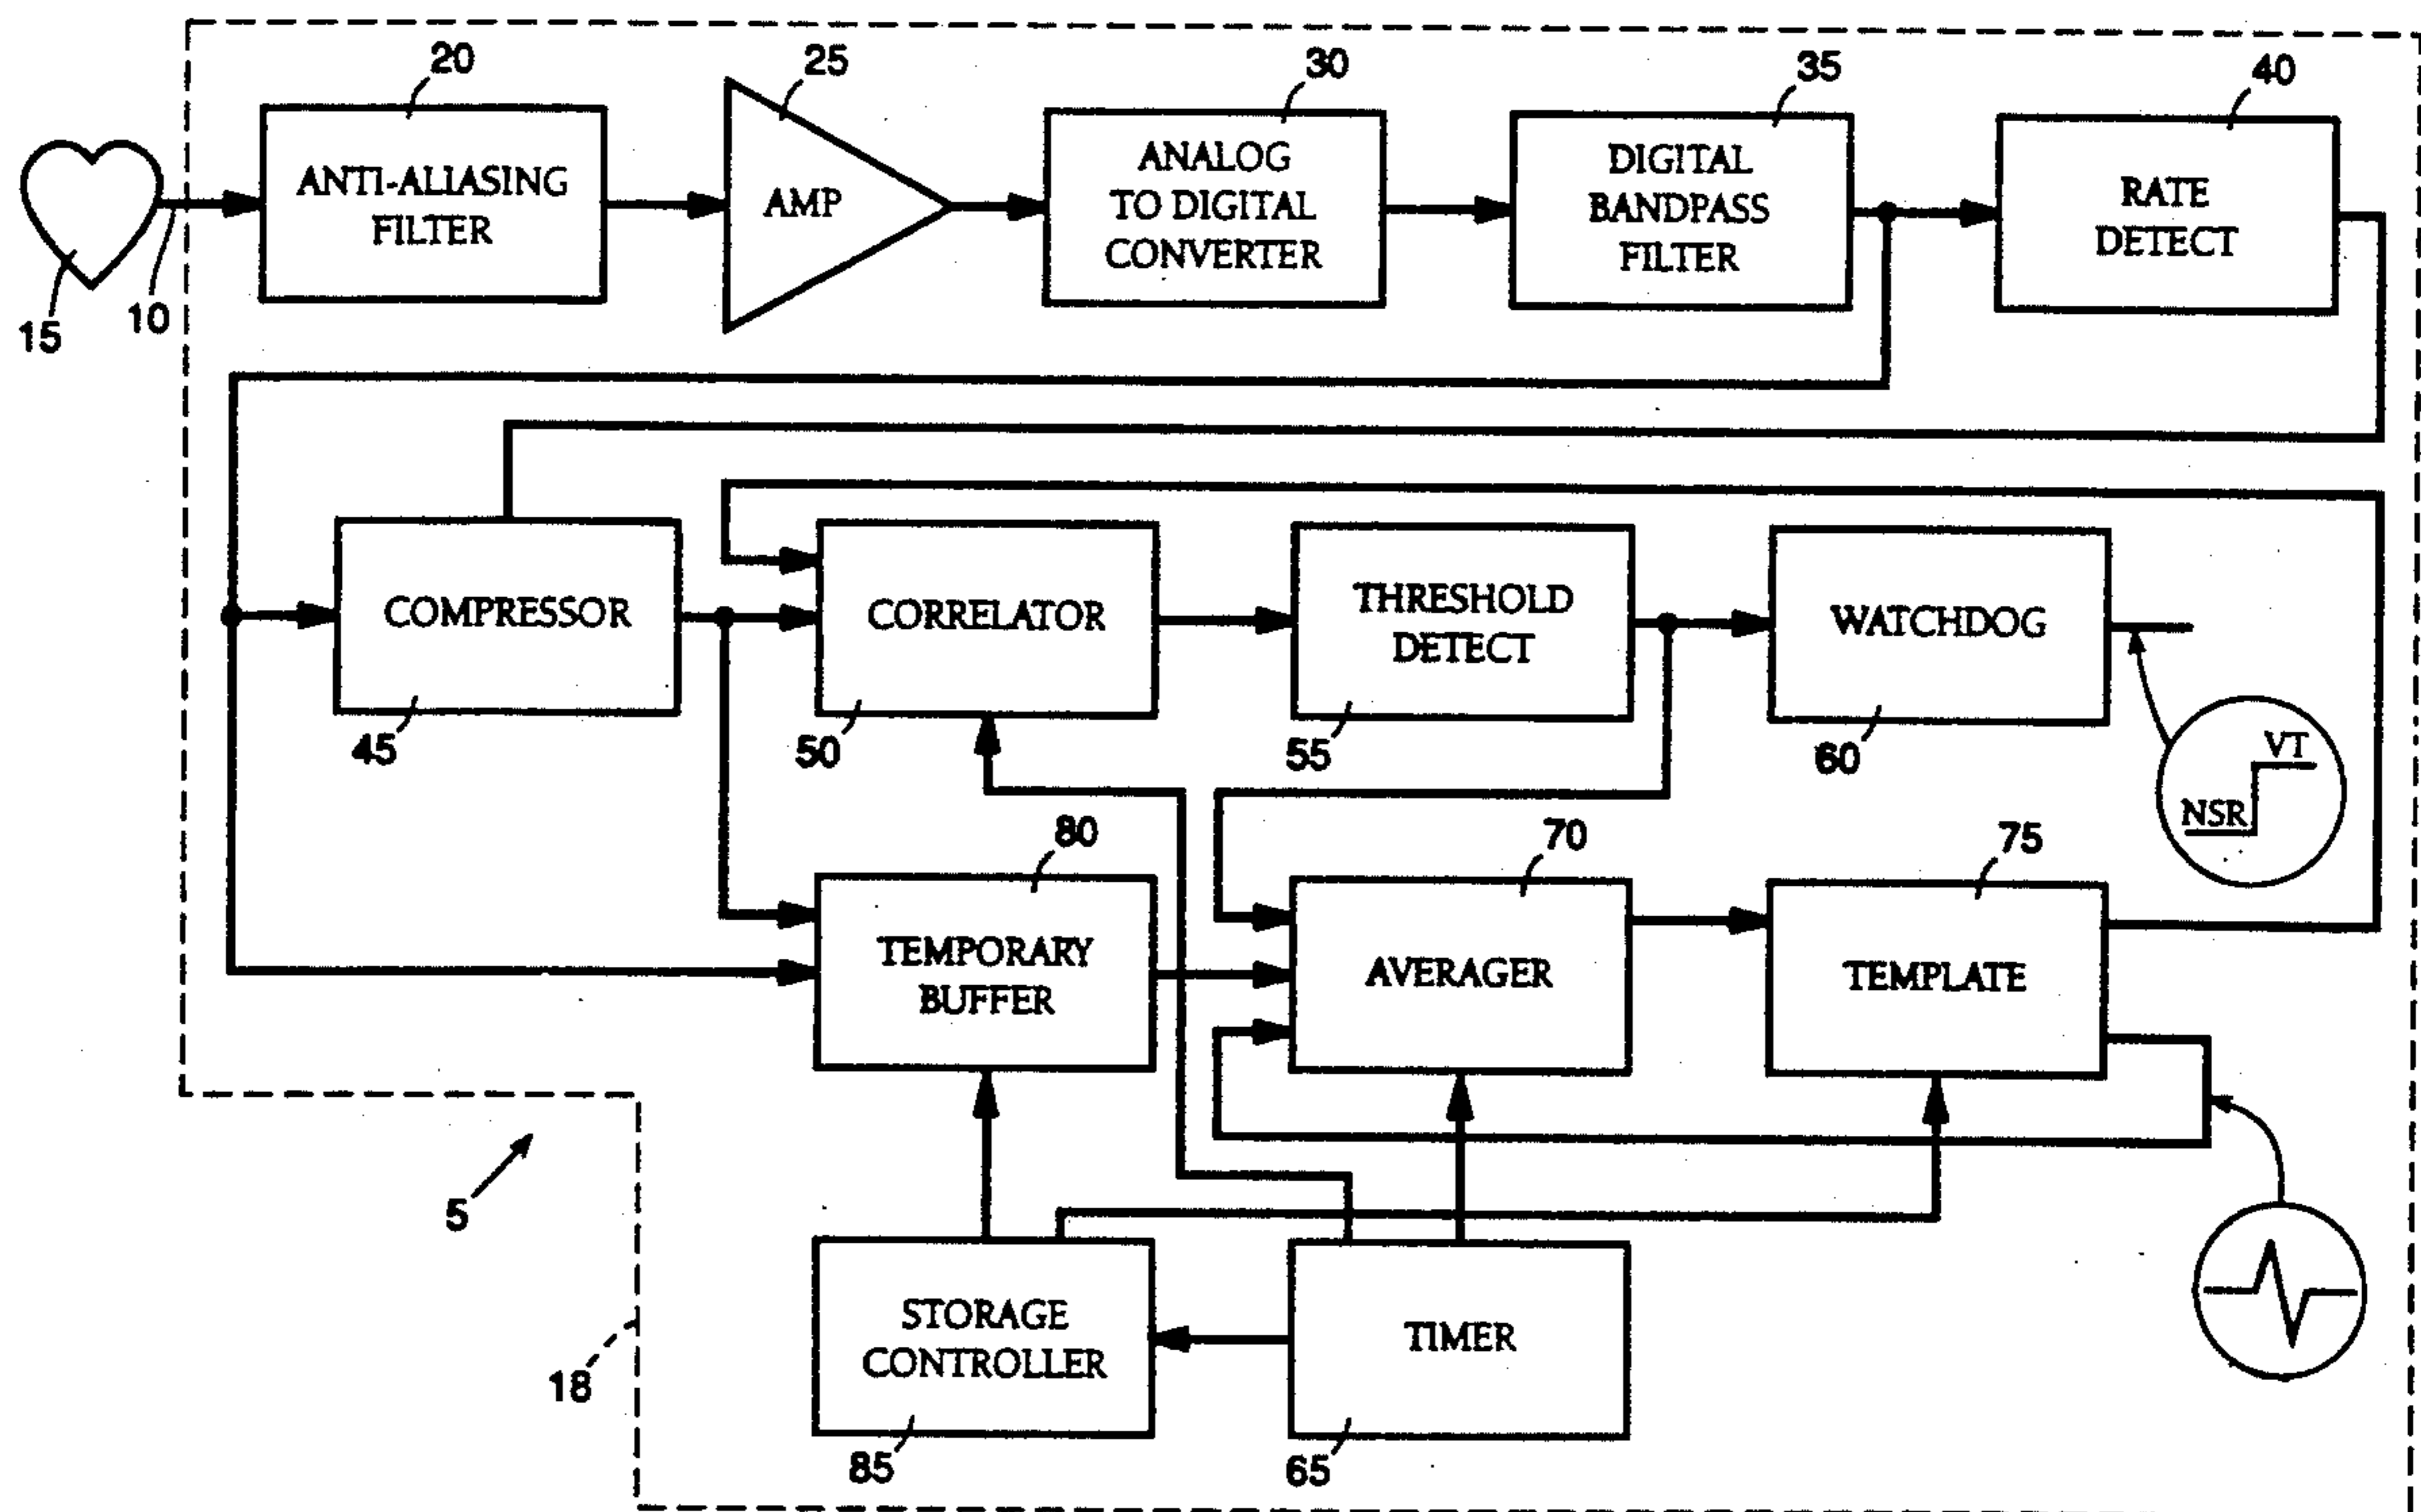 20
25
30
35
40
ANTI-ALIASING
FILTER
AMP
ANALOG
TO DIGITAL
CONVERTER
DIGITAL
BANDPASS
FILTER
RATE
DETECT
15
10
COMPRESSOR
CORRELATOR
THRESHOLD
DETECT
WATCHDOG
45
50
55
60
VT
NSR
80
70
75
TEMPORARY
BUFFER
AVERAGER
TEMPLATE
5
STORAGE
CONTROLLER
TIMER
18
85
65